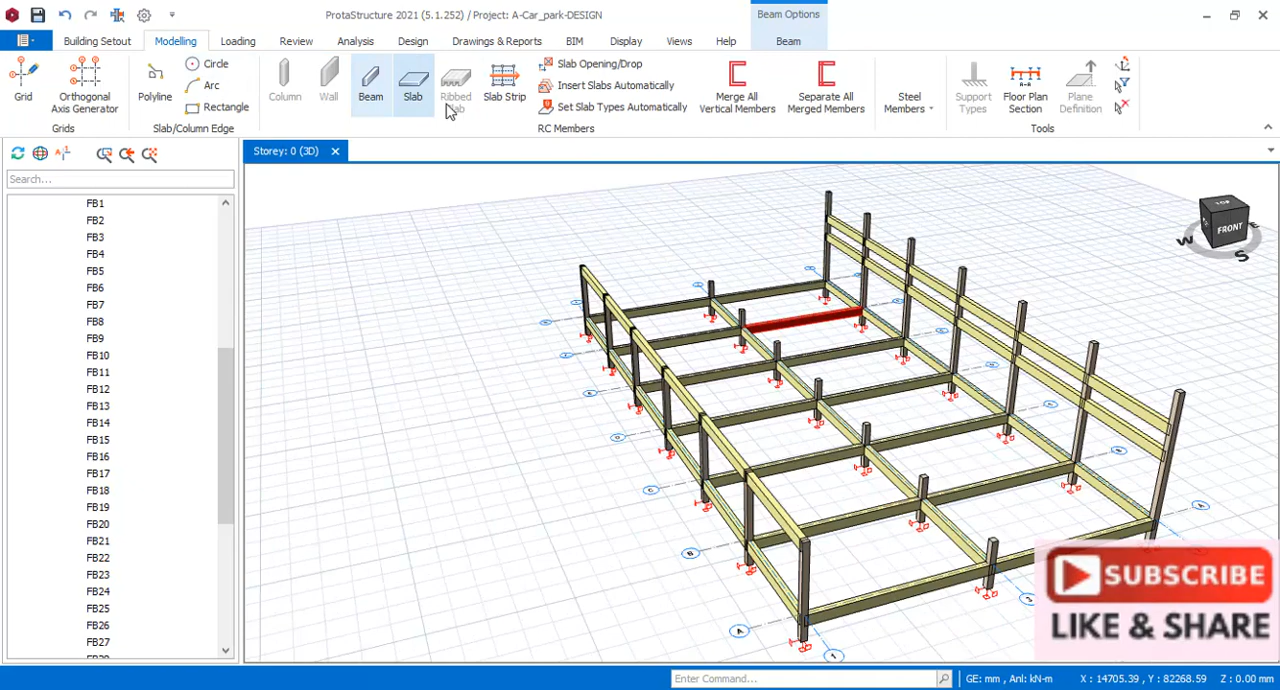 ProtaStructure 2021 (5.1.252) / Project: A-Car_park-DESIGN
Beam Options
Building Setout
Modelling
Loading
Review
Analysis
Design
Drawings & Reports
BIM
Display
Views
Help
Beam
Grid
Orthogonal
Axis Generator
Grids
Polyline
Circle
Arc
Rectangle
Slab/Column Edge
Column
Wall
Beam
Slab
Ribbed
Slab
Slab Strip
Slab Opening/Drop
Insert Slabs Automatically
Set Slab Types Automatically
RC Members
Merge All
Vertical Members
Separate All
Merged Members
Steel
Members
Support
Types
Floor Plan
Section
Plane
Definition
Tools
Storey: 0 (3D)
Search...
FB1
FB2
FB3
FB4
FB5
FB6
FB7
FB8
FB9
FB10
FB11
FB12
FB13
FB14
FB15
FB16
FB17
FB18
FB19
FB20
FB21
FB22
FB23
FB24
FB25
FB26
FB27
TOP
FRONT
W
E
S
D
C
B
A
1
B
A
SUBSCRIBE
LIKE & SHARE
Enter Command...
GE: mm, Anl: kN-m
X : 14705.39, Y : 82268.59
Z : 0.00 mm